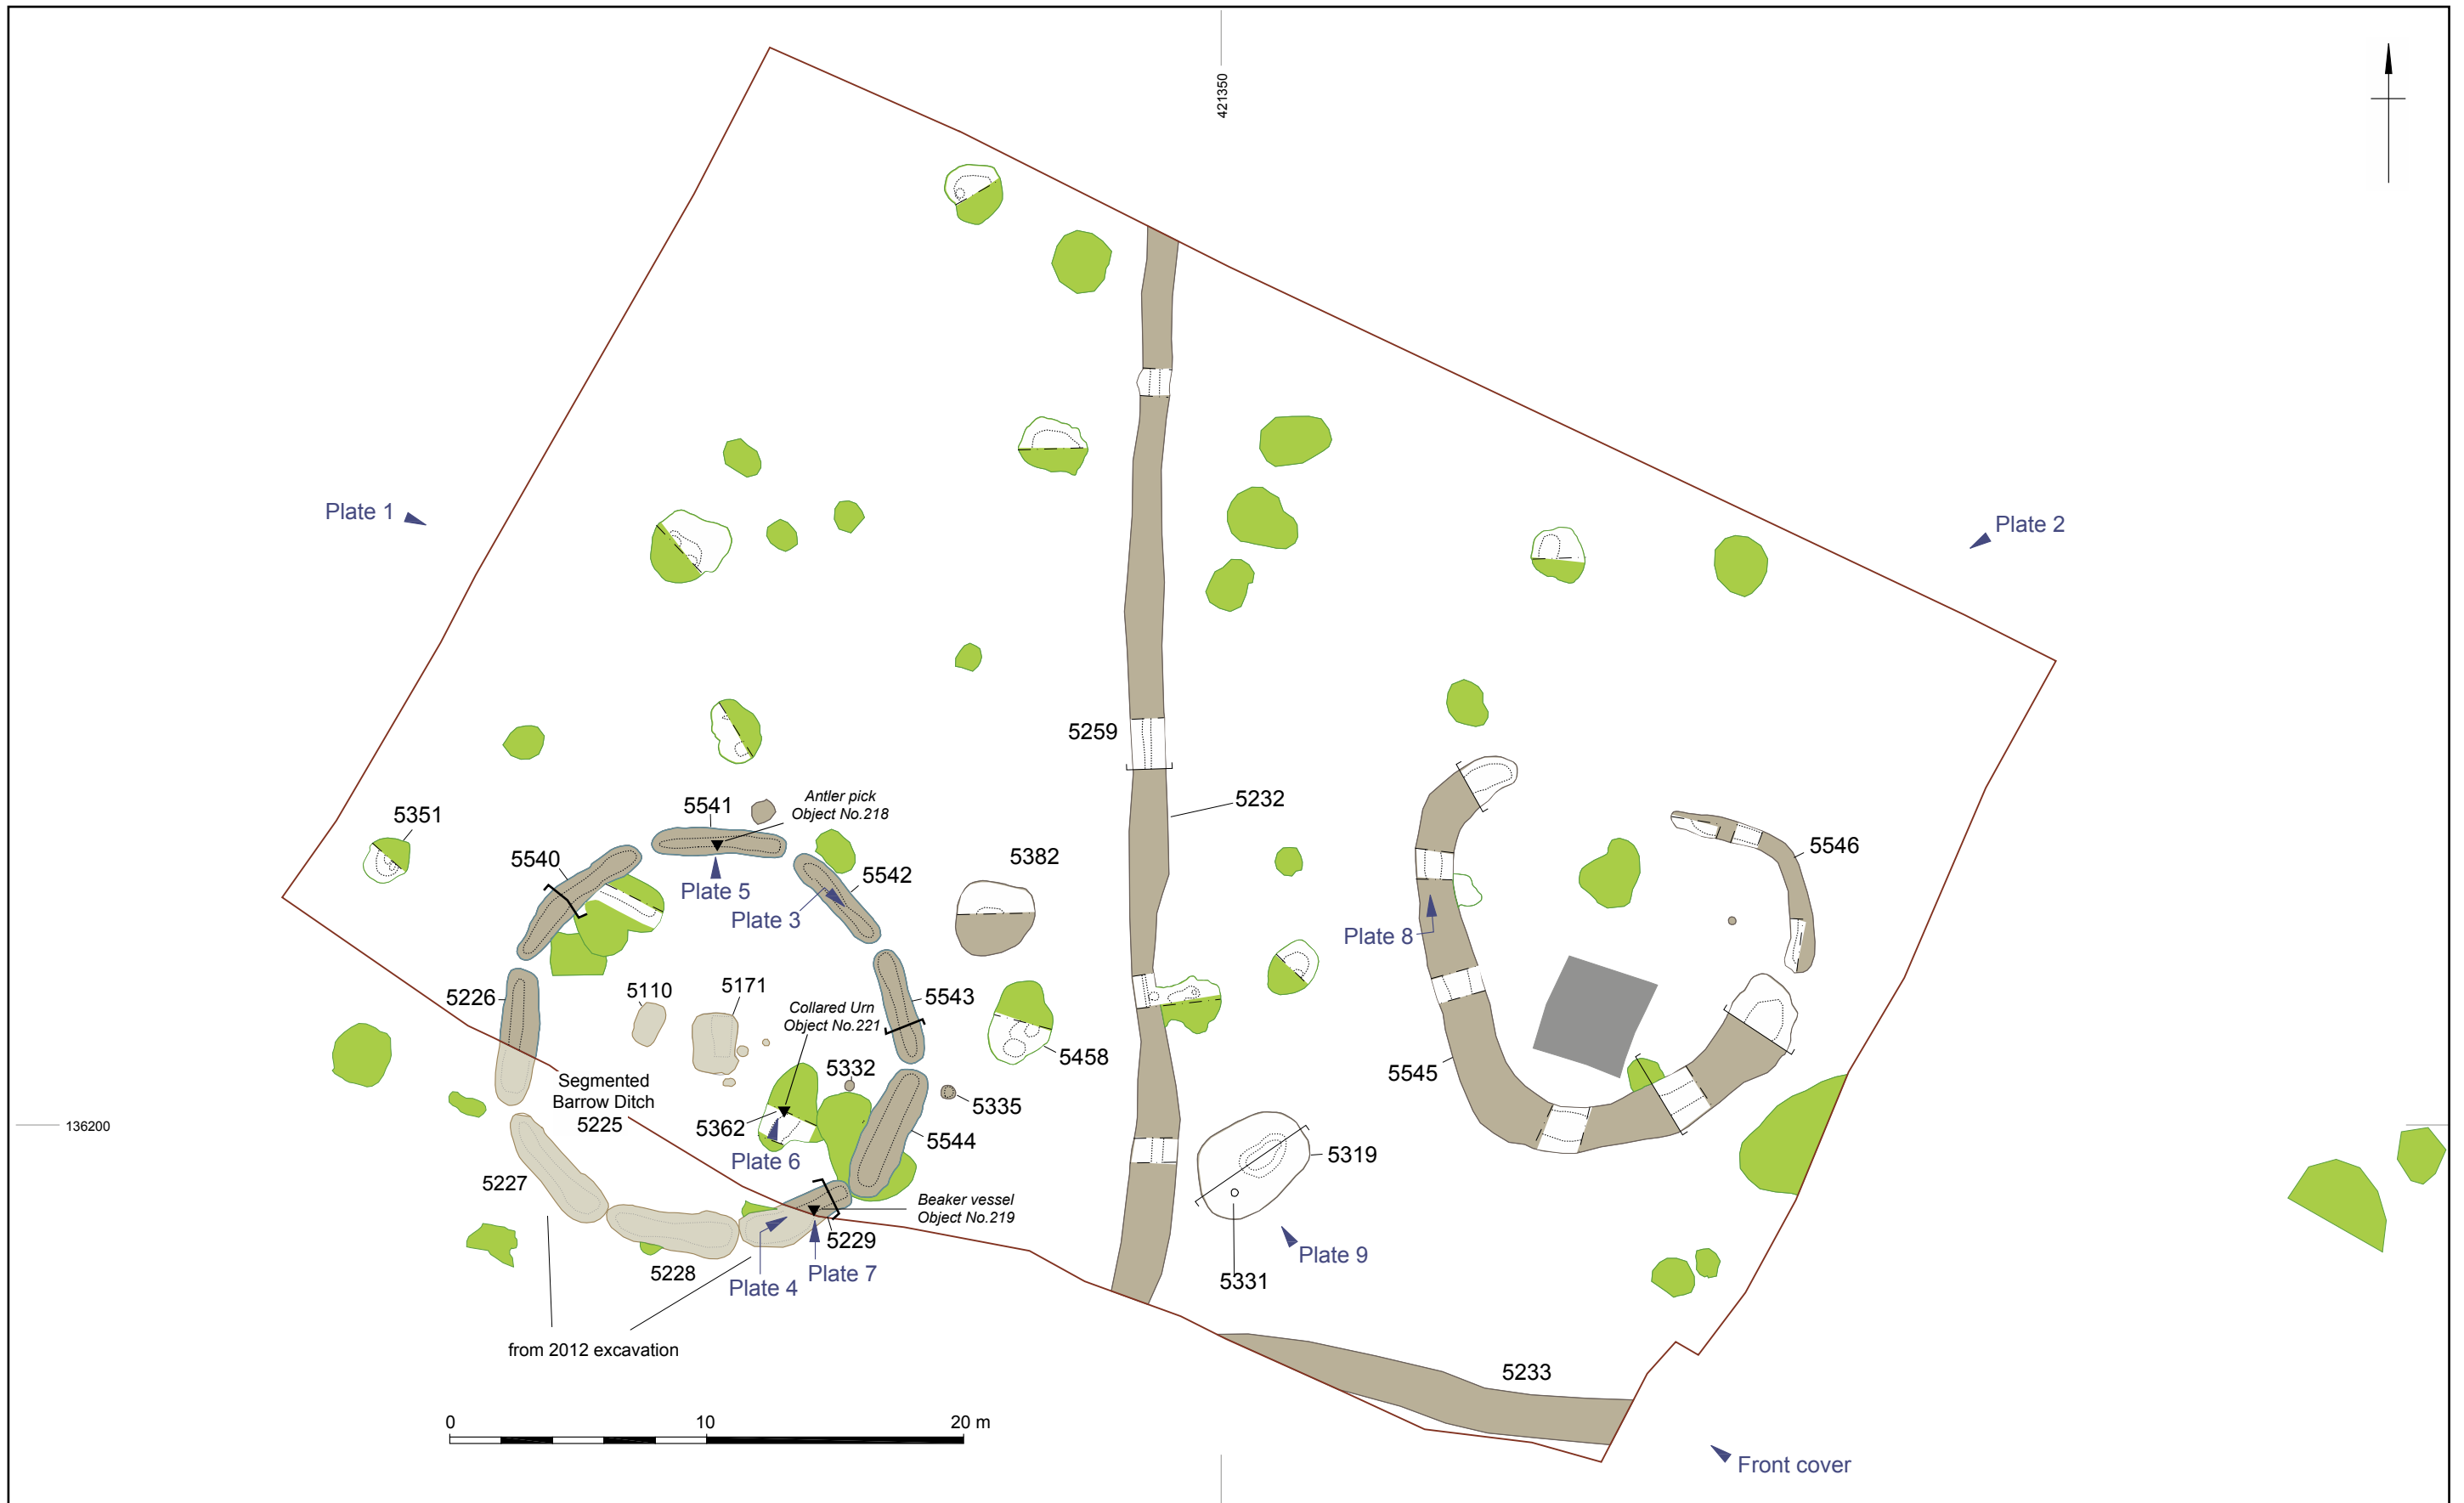 421350
Plate 1
Plate 2
5259
5232
5351
5541
Antler pick
Object No.218
5540
5542
5382
5546
Plate 5
Plate 3
Plate 8
5226
5110
5171
5543
Collared Urn
Object No.221
5458
5332
5545
Segmented
Barrow Ditch
5225
5335
136200
5362
5544
Plate 6
5319
5227
Beaker vessel
Object No.219
5229
Plate 9
5228
Plate 4
Plate 7
5331
from 2012 excavation
5233
0
10
20 m
Front cover